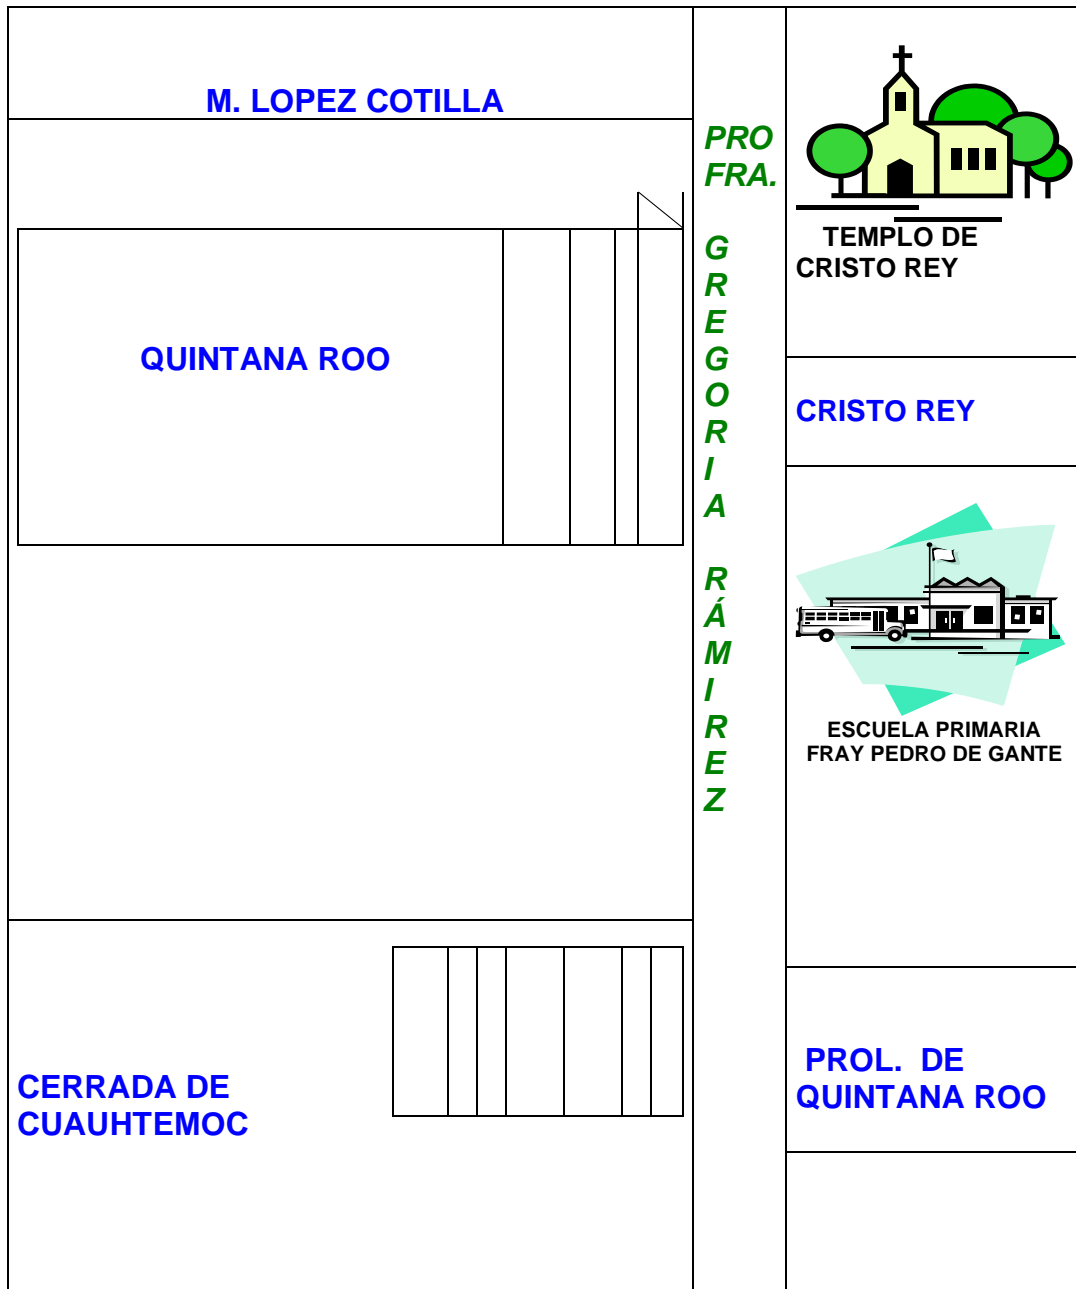 M. LOPEZ COTILLA
QUINTANA ROO
CERRADA DE
CUAUHTEMOC
PRO
FRA.
G
R
E
G
O
R
I
A
R
Á
M
I
R
E
Z
TEMPLO DE
CRISTO REY
CRISTO REY
ESCUELA PRIMARIA
FRAY PEDRO DE GANTE
PROL. DE
QUINTANA ROO